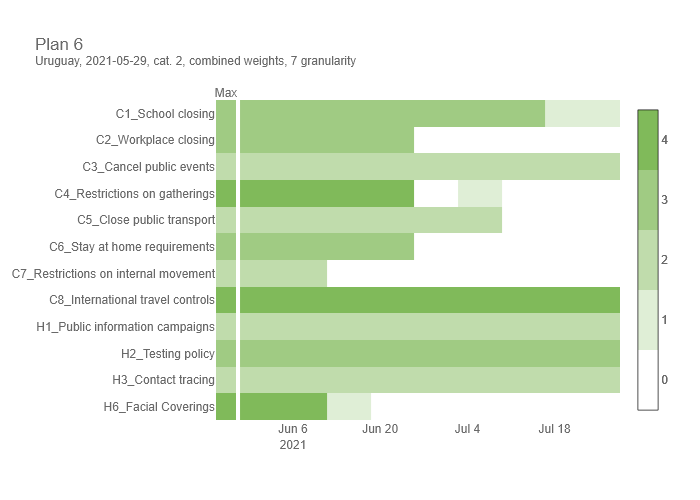 Plan 6
Uruguay, 2021-05-29, cat. 2, combined weights, 7 granularity
Max
C1_School closing
C2_Workplace closing
C3_Cancel public events
C4_Restrictions on gatherings
C5_Close public transport
C6_Stay at home requirements
C7_Restrictions on internal movement
C8_International travel controls
H1_Public information campaigns
H2_Testing policy
H3_Contact tracing
H6_Facial Coverings
Jun 6 Jun 20 Jul 4 Jul 18
2021
4
3
2
1
0